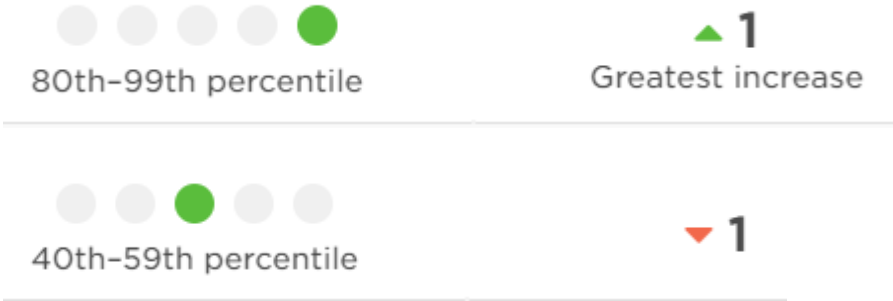 1
80th–99th percentile
Greatest increase
40th–59th percentile
1